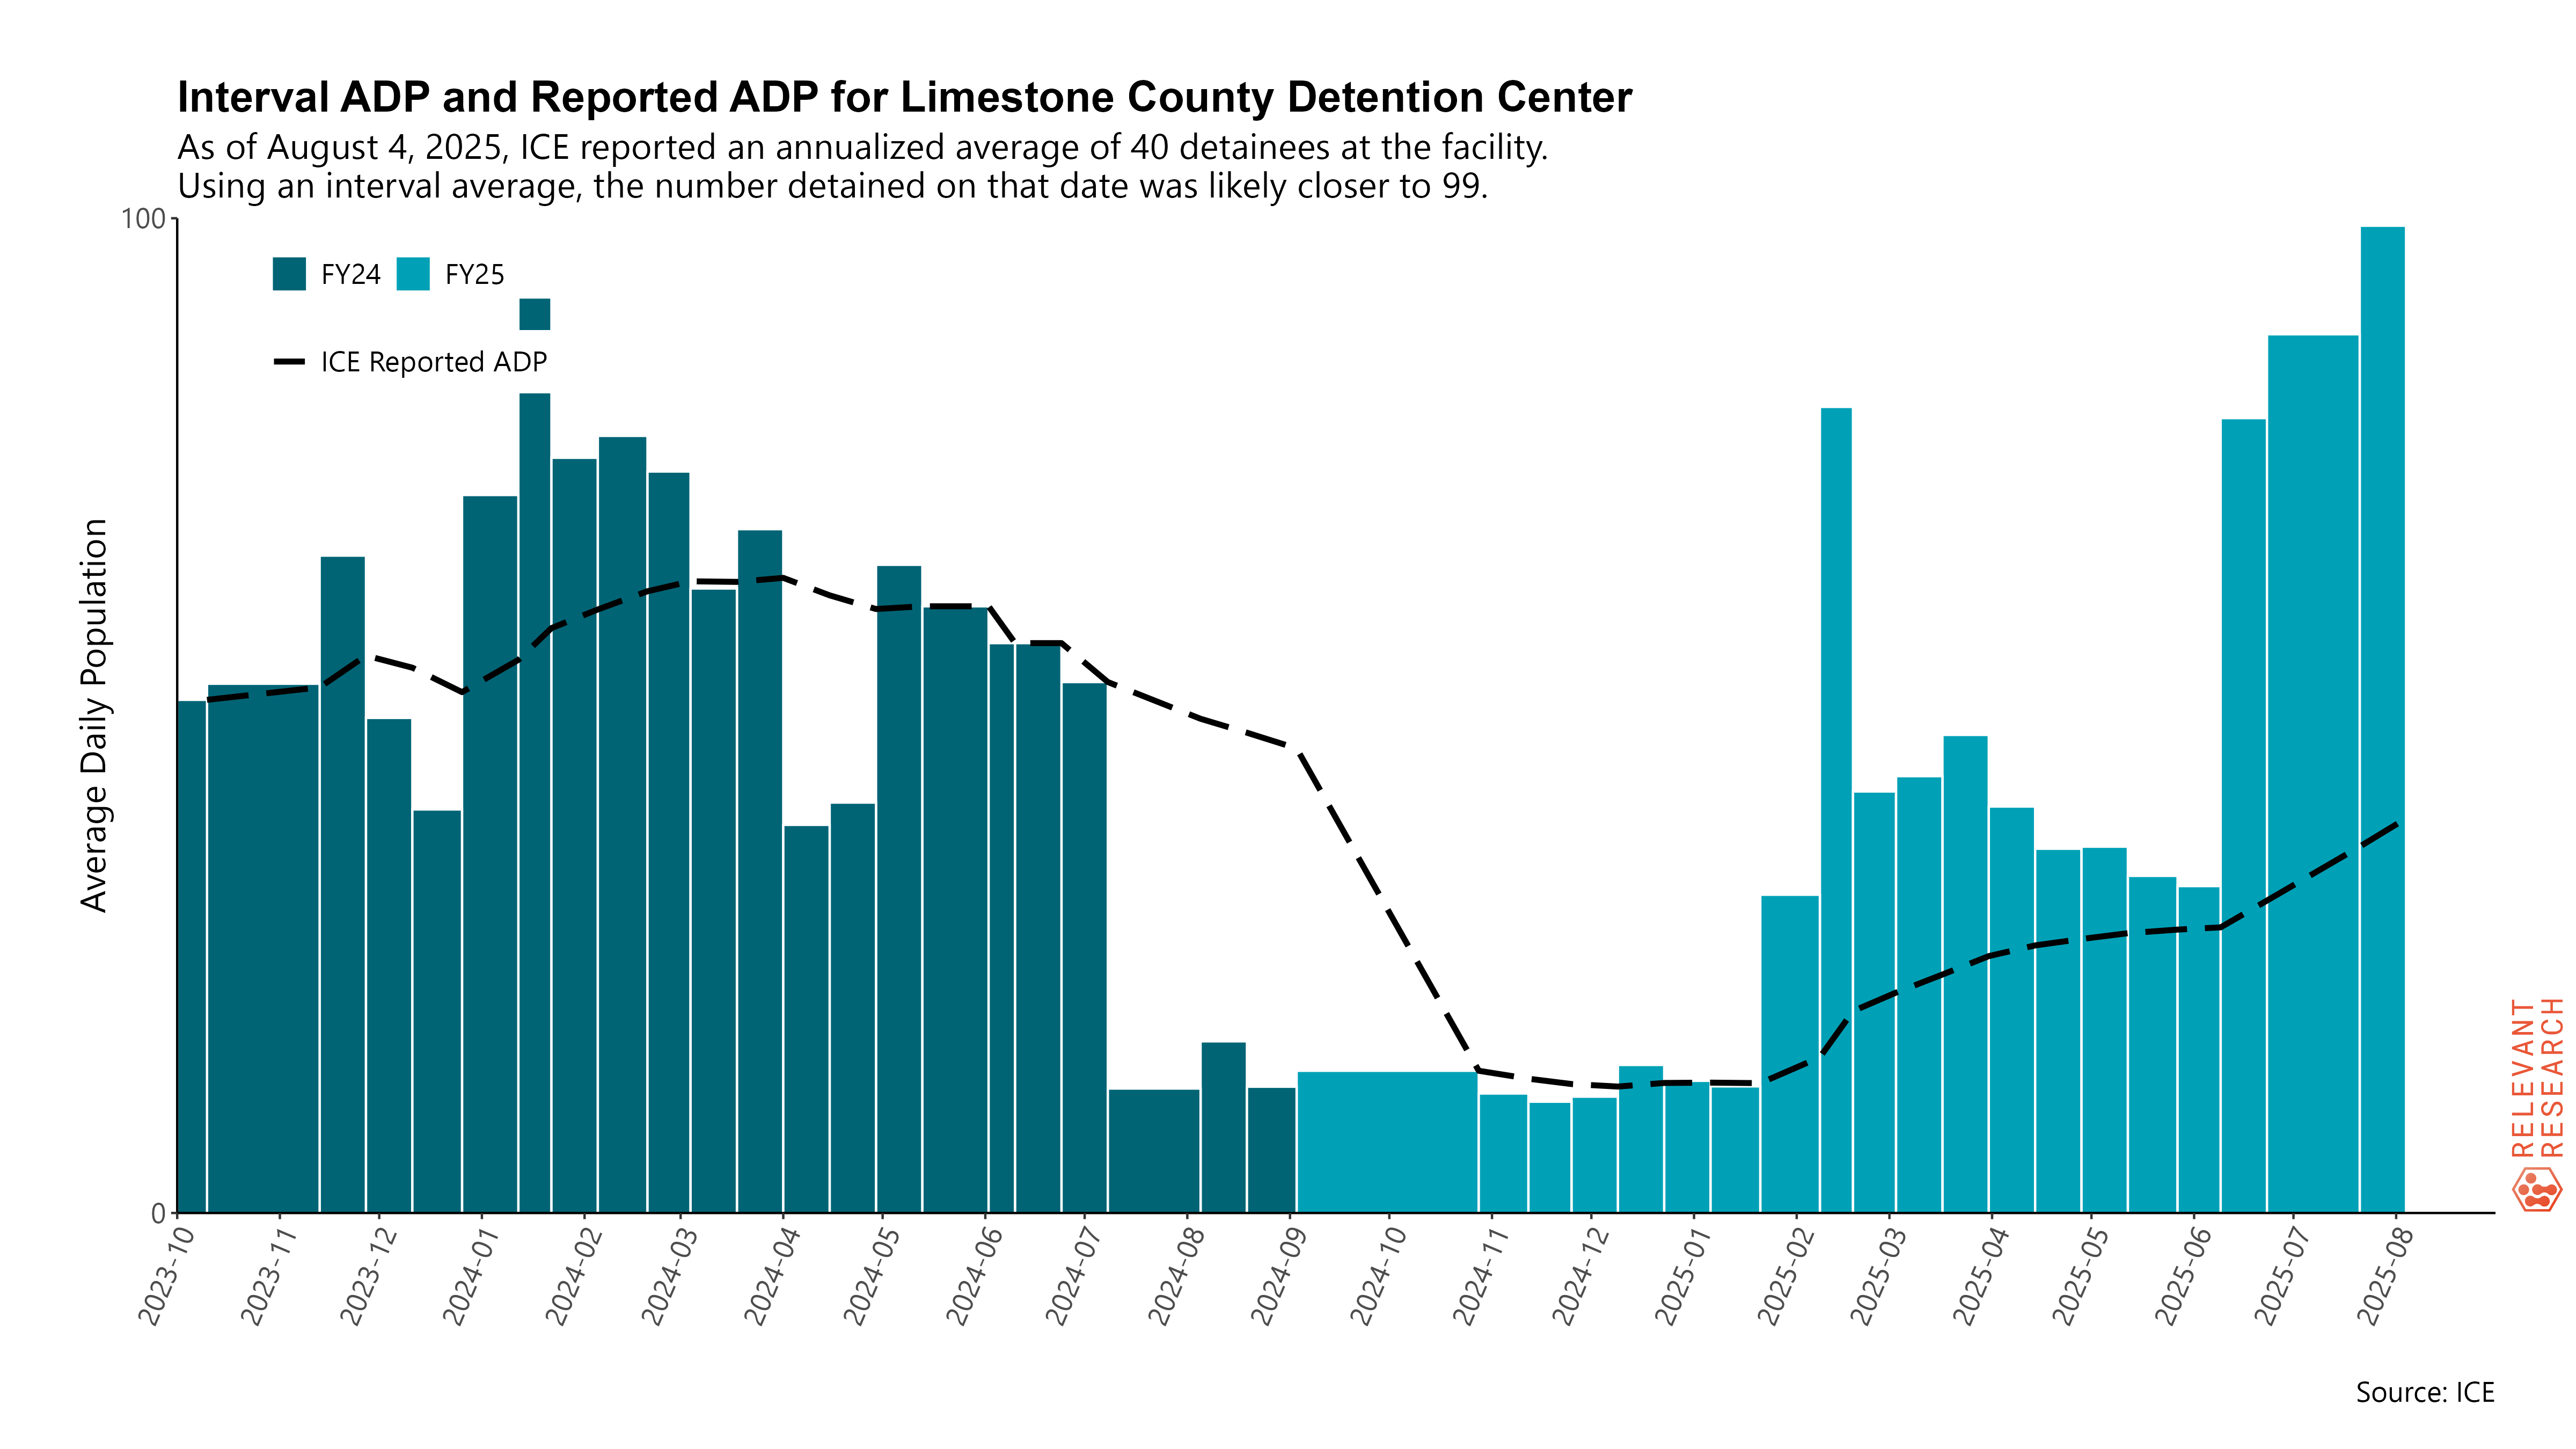 Interval ADP and Reported ADP for Limestone County Detention Center
As of August 4, 2025, ICE reported an annualized average of 40 detainees at the facility.
Using an interval average, the number detained on that date was likely closer to 99.
100
FY24 FY25
ICE Reported ADP
Average Daily Population
0
2023-10 2023-11 2023-12 2024-01 2024-02 2024-03 2024-04 2024-05 2024-06 2024-07 2024-08 2024-09 2024-10 2024-11 2024-12 2025-01 2025-02 2025-03 2025-04 2025-05 2025-06 2025-07 2025-08
RELEVANT
RESEARCH
Source: ICE